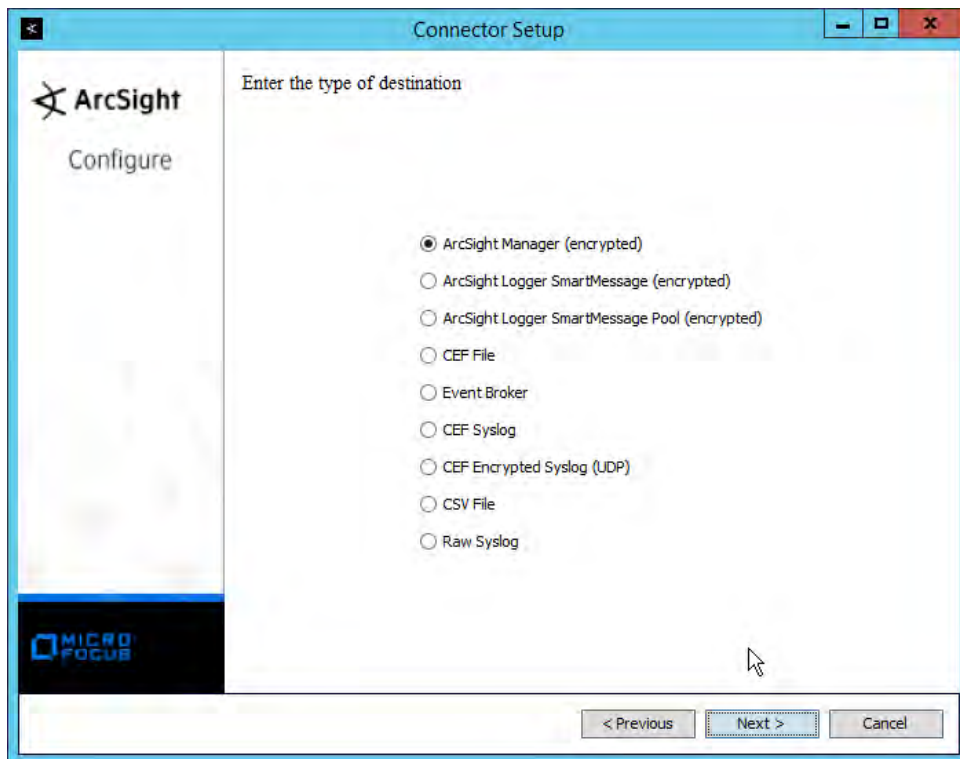 Connector Setup
ArcSight
Configure
Enter the type of destination
ArcSight Manager (encrypted)
ArcSight Logger SmartMessage (encrypted)
ArcSight Logger SmartMessage Pool (encrypted)
CEF File
Event Broker
CEF Syslog
CEF Encrypted Syslog (UDP)
CSV File
Raw Syslog
MICRO
FOCUS
< Previous
Next >
Cancel